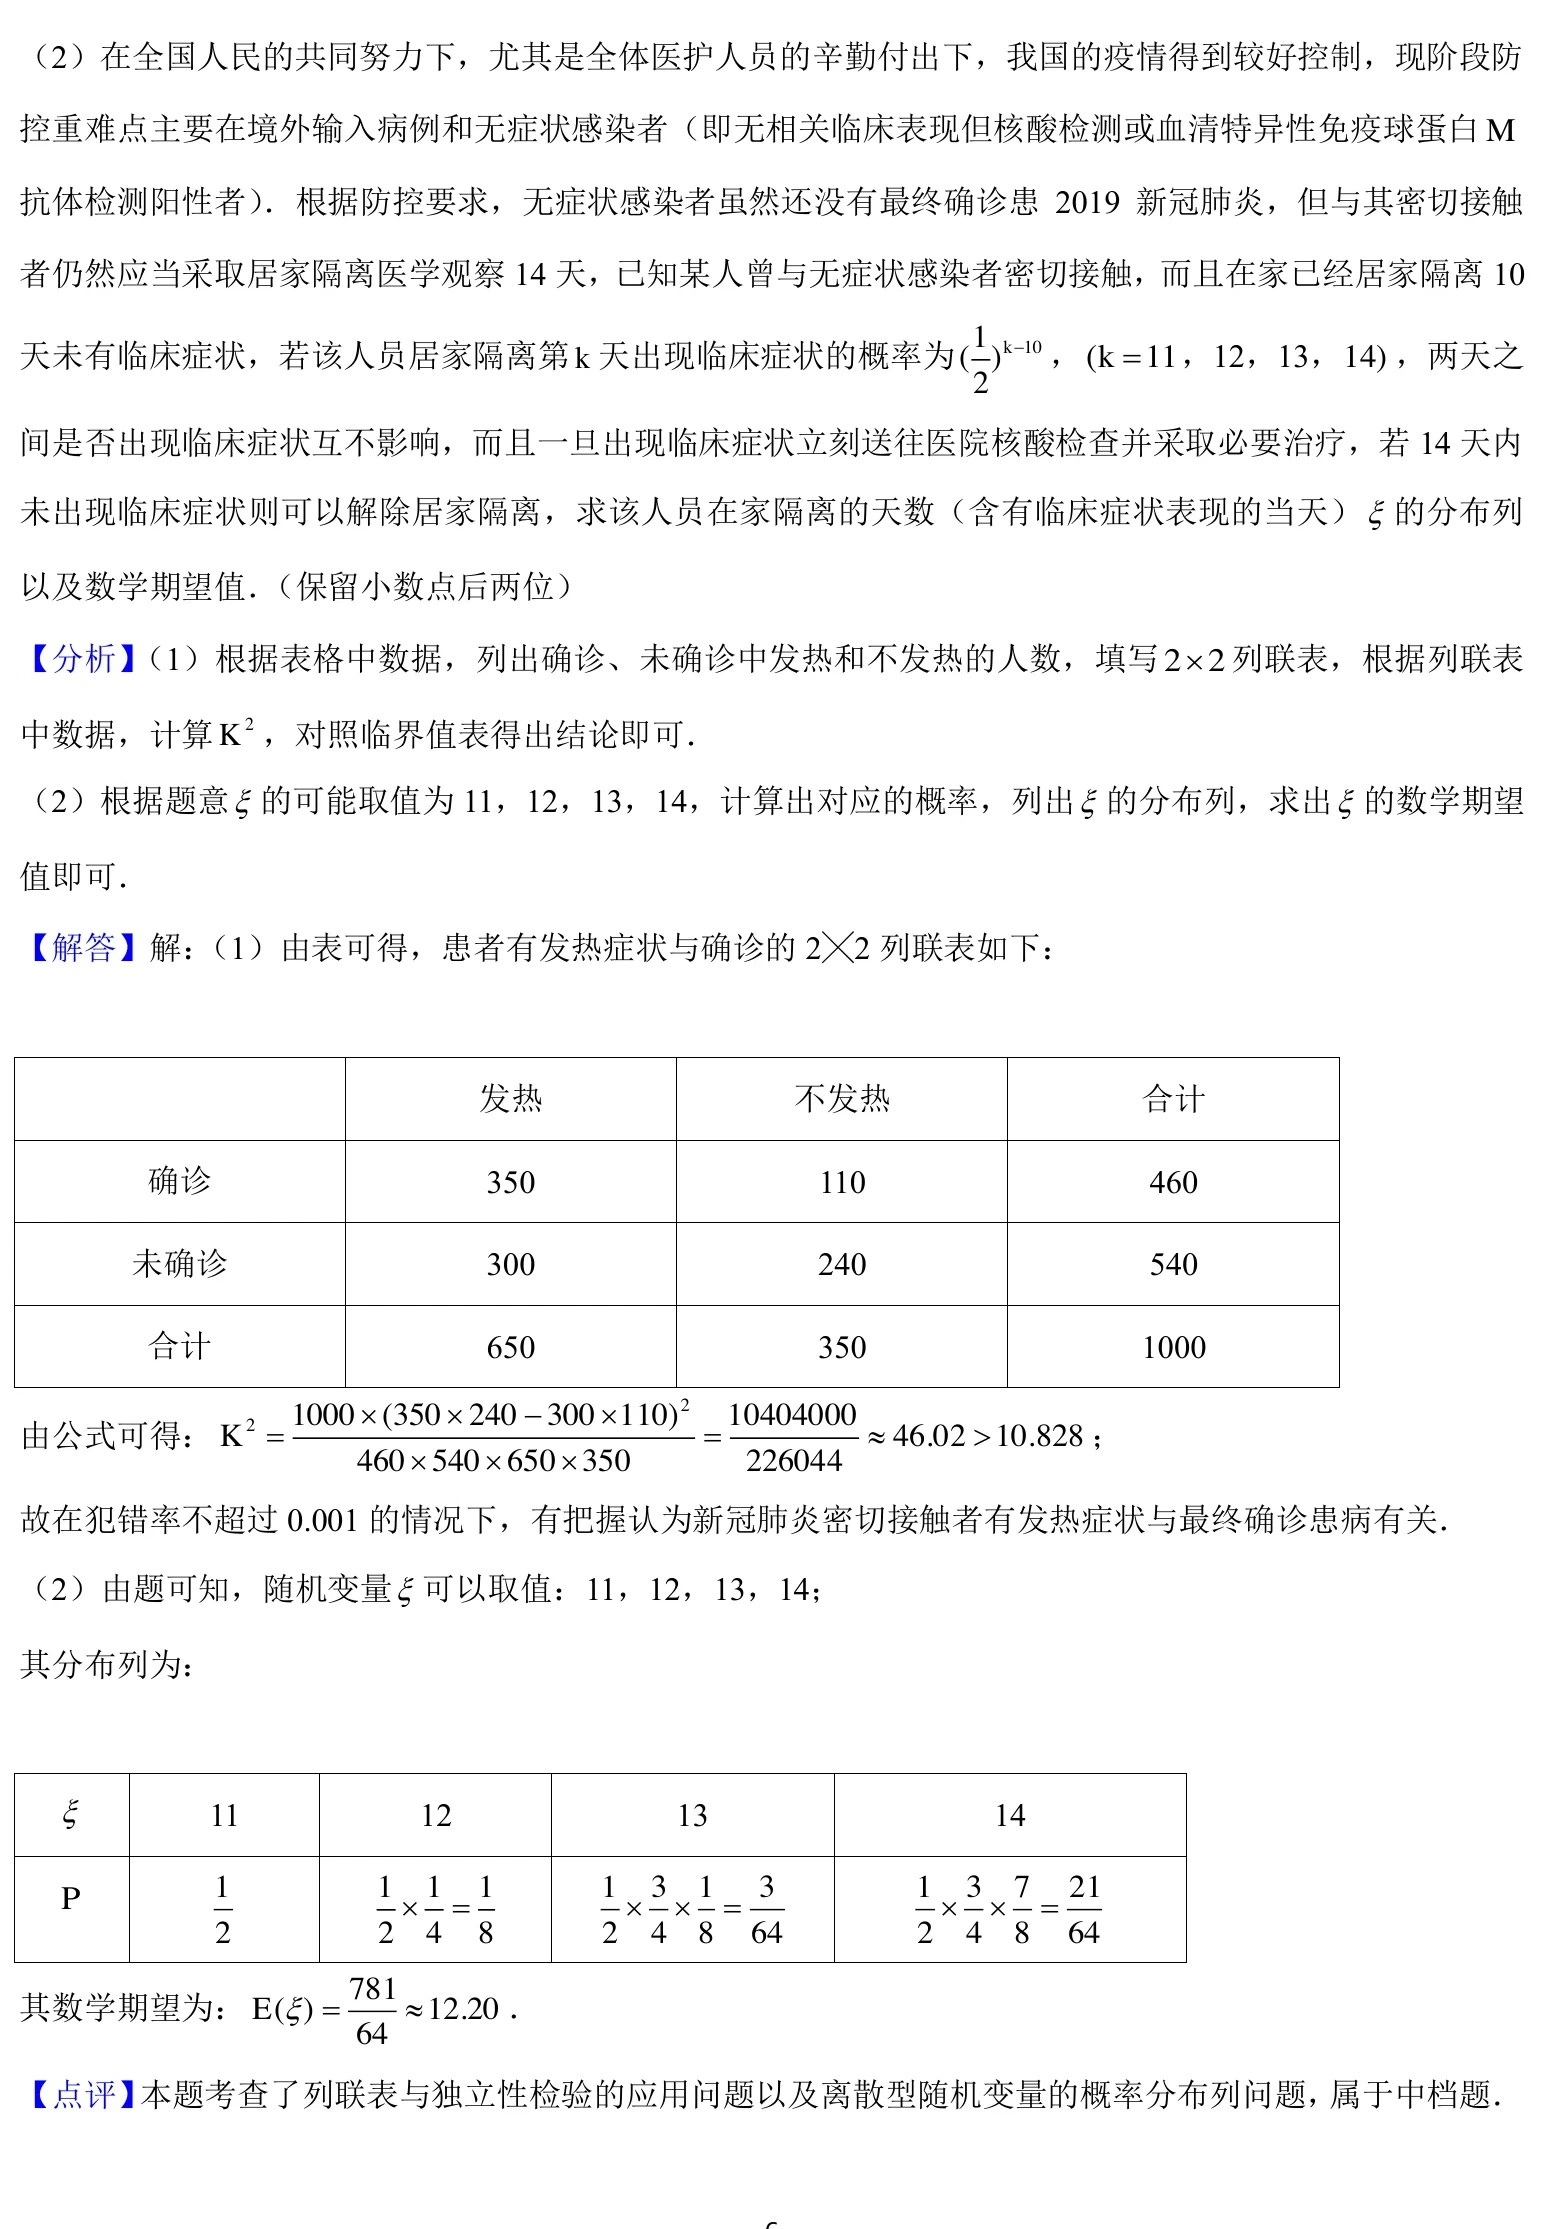 （2）在全国人民的共同努力下，尤其是全体医护人员的辛勤付出下，我国的疫情得到较好控制，现阶段防
控重难点主要在境外输入病例和无症状感染者（即无相关临床表现但核酸检测或血清特异性免疫球蛋白 M
抗体检测阳性者）．根据防控要求，无症状感染者虽然还没有最终确诊患 2019 新冠肺炎，但与其密切接触
者仍然应当采取居家隔离医学观察 14 天，已知某人曾与无症状感染者密切接触，而且在家已经居家隔离 10
天未有临床症状，若该人员居家隔离第 k 天出现临床症状的概率为 (1/2)^{k−10}，(k = 11，12，13，14)，两天之
间是否出现临床症状互不影响，而且一旦出现临床症状立刻送往医院核酸检查并采取必要治疗，若 14 天内
未出现临床症状则可以解除居家隔离，求该人员在家隔离的天数（含有临床症状表现的当天）ξ 的分布列
以及数学期望值．（保留小数点后两位）
【分析】（1）根据表格中数据，列出确诊、未确诊中发热和不发热的人数，填写 2×2 列联表，根据列联表
中数据，计算 K²，对照临界值表得出结论即可．
（2）根据题意 ξ 的可能取值为 11，12，13，14，计算出对应的概率，列出 ξ 的分布列，求出 ξ 的数学期望
值即可．
【解答】解：（1）由表可得，患者有发热症状与确诊的 2╳2 列联表如下：
发热 不发热 合计
确诊 350 110 460
未确诊 300 240 540
合计 650 350 1000
由公式可得： K² = 1000×(350×240−300×110)² / 460×540×650×350 = 10404000/226044 ≈ 46.02 > 10.828；
故在犯错率不超过 0.001 的情况下，有把握认为新冠肺炎密切接触者有发热症状与最终确诊患病有关．
（2）由题可知，随机变量 ξ 可以取值：11，12，13，14；
其分布列为：
ξ 11 12 13 14
P 1/2 1/2×1/4=1/8 1/2×3/4×1/8=3/64 1/2×3/4×7/8=21/64
其数学期望为： E(ξ) = 781/64 ≈ 12.20．
【点评】本题考查了列联表与独立性检验的应用问题以及离散型随机变量的概率分布列问题，属于中档题．